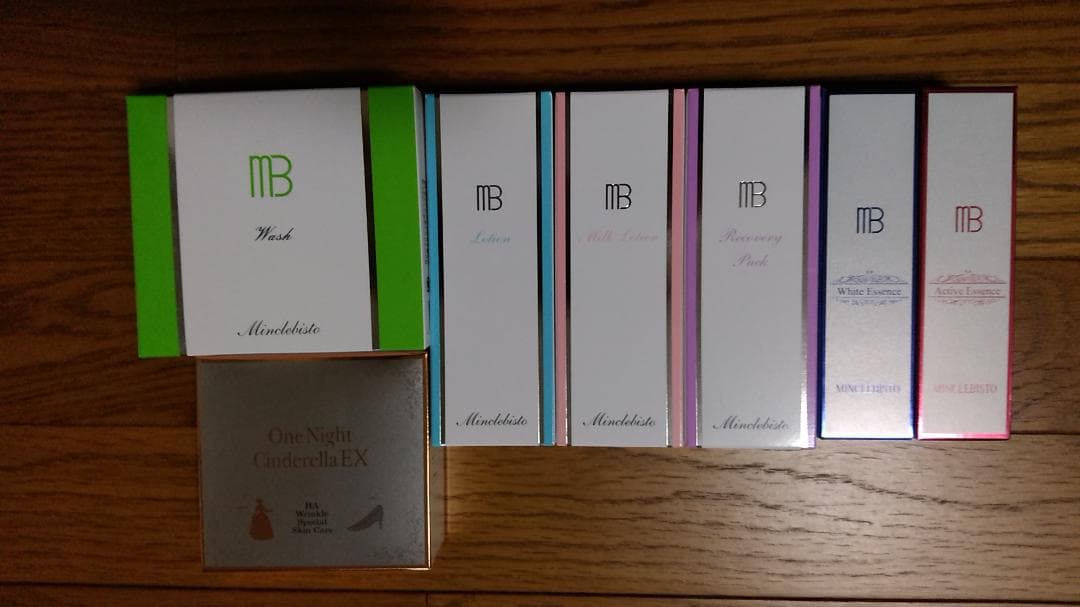 MB
Wash
Minclebisto
MB
Lotion
Minclebisto
MB
Milk Lotion
Minclebisto
MB
Recovery
Pack
Minclebisto
MB
White Essence
MINCLEBISTO
MB
Active Essence
MINCLEBISTO
One Night
Cinderella EX
HA
Wrinkle
Special
Skin Care